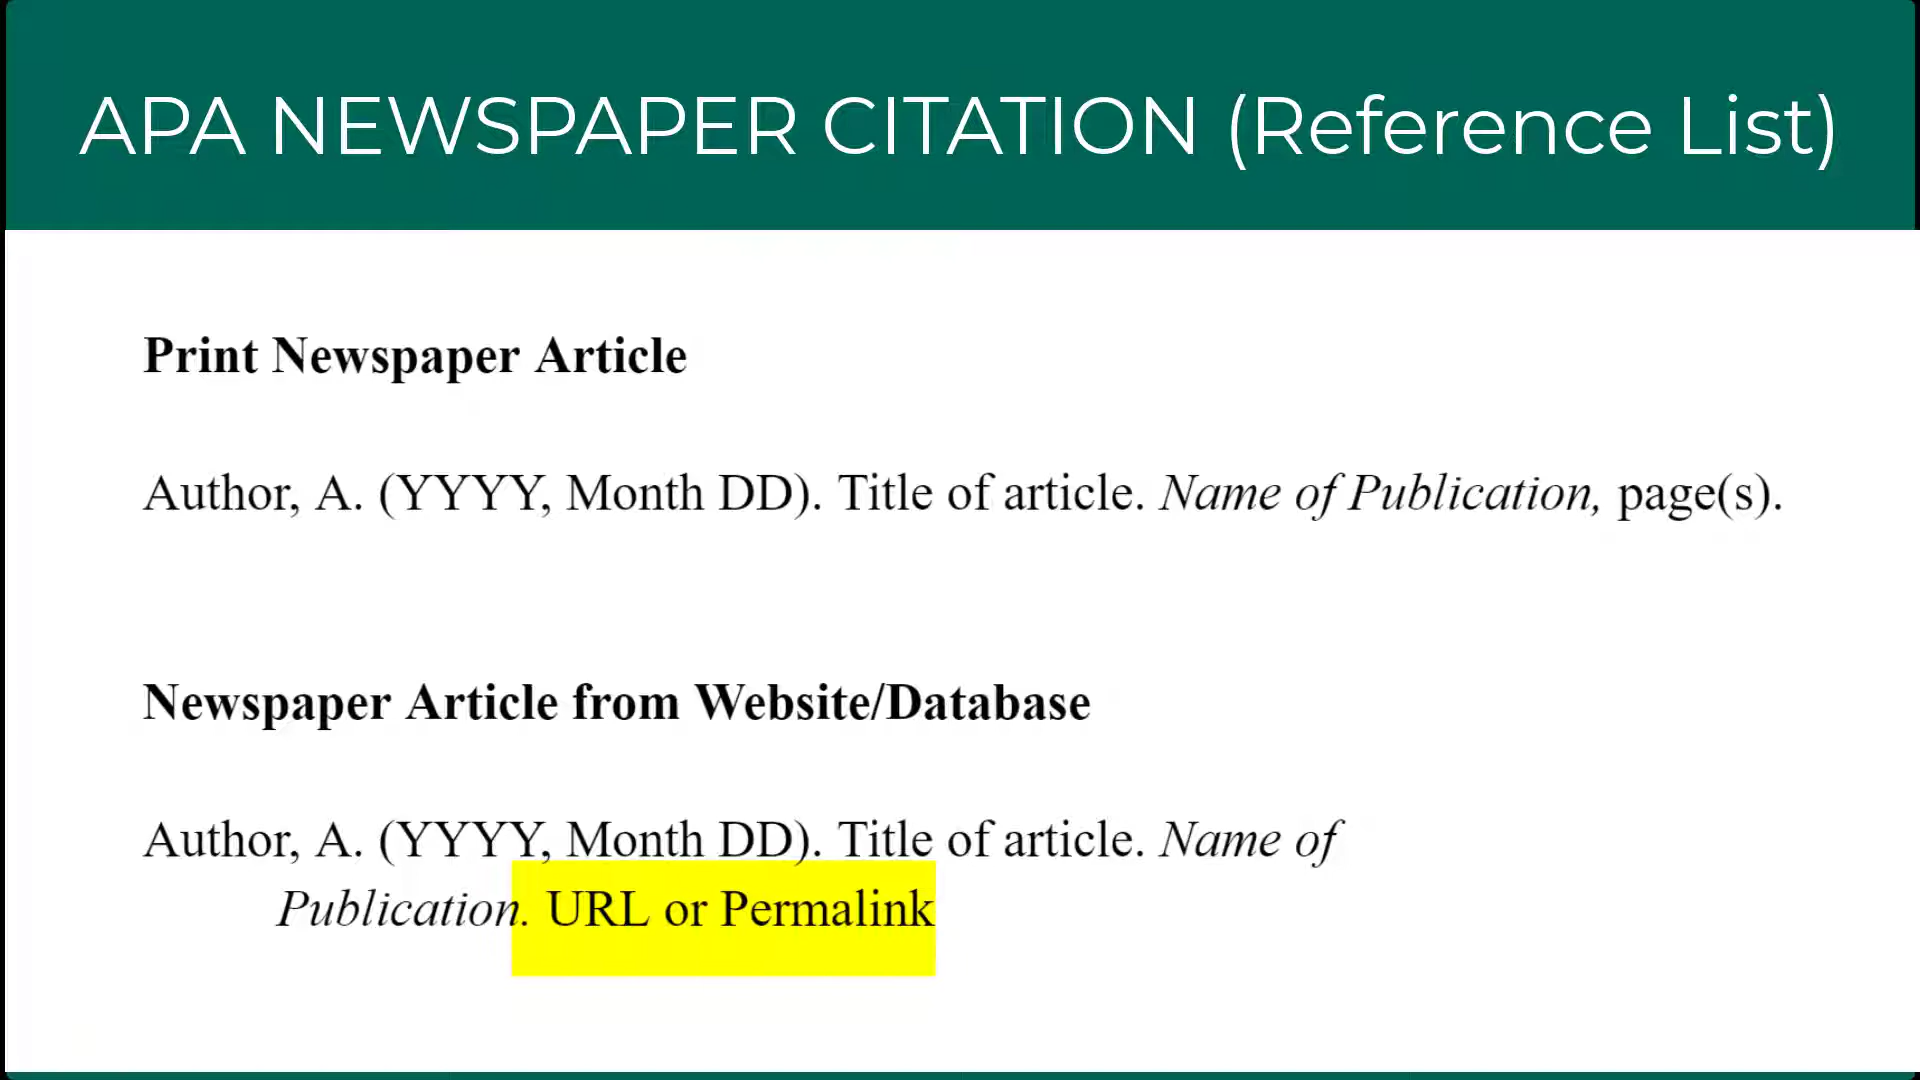 APA NEWSPAPER CITATION (Reference List)
Print Newspaper Article
Author, A. (YYYY, Month DD). Title of article. Name of Publication, page(s).
Newspaper Article from Website/Database
Author, A. (YYYY, Month DD). Title of article. Name of
Publication. URL or Permalink